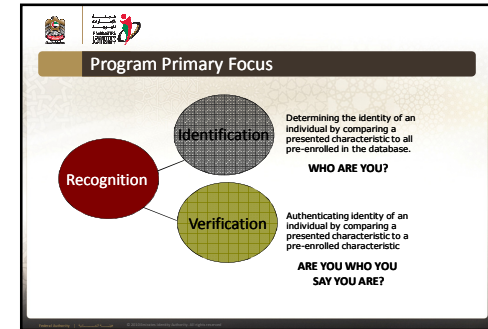 Program Primary Focus
Identification
Determining the identity of an
individual by comparing a
presented characteristic to all
pre-enrolled in the database.
WHO ARE YOU?
Recognition
Verification
Authenticating identity of an
individual by comparing a
presented characteristic to a
pre-enrolled characteristic
ARE YOU WHO YOU
SAY YOU ARE?